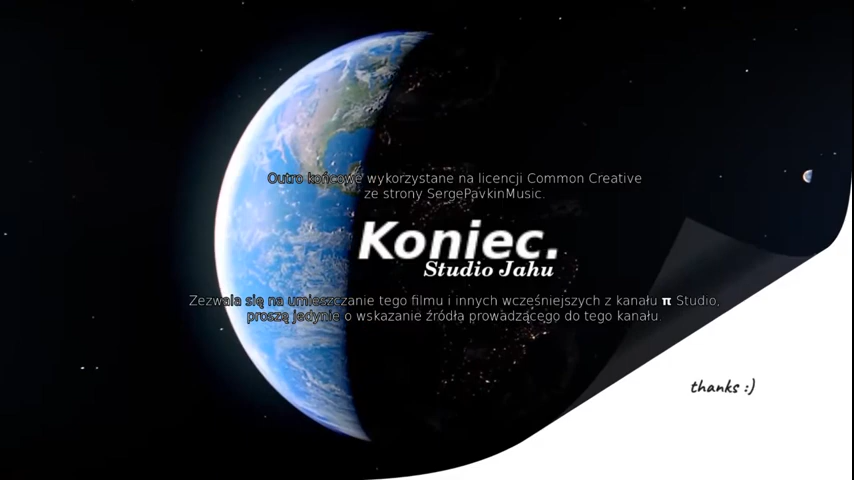 Outro końcowe wykorzystane na licencji Common Creative
ze strony SergePavkinMusic.
Koniec.
Studio Jahu
Zezwala się na umieszczanie tego filmu i innych wcześniejszych z kanału π Studio,
proszę jedynie o wskazanie źródła prowadzącego do tego kanału.
thanks :)